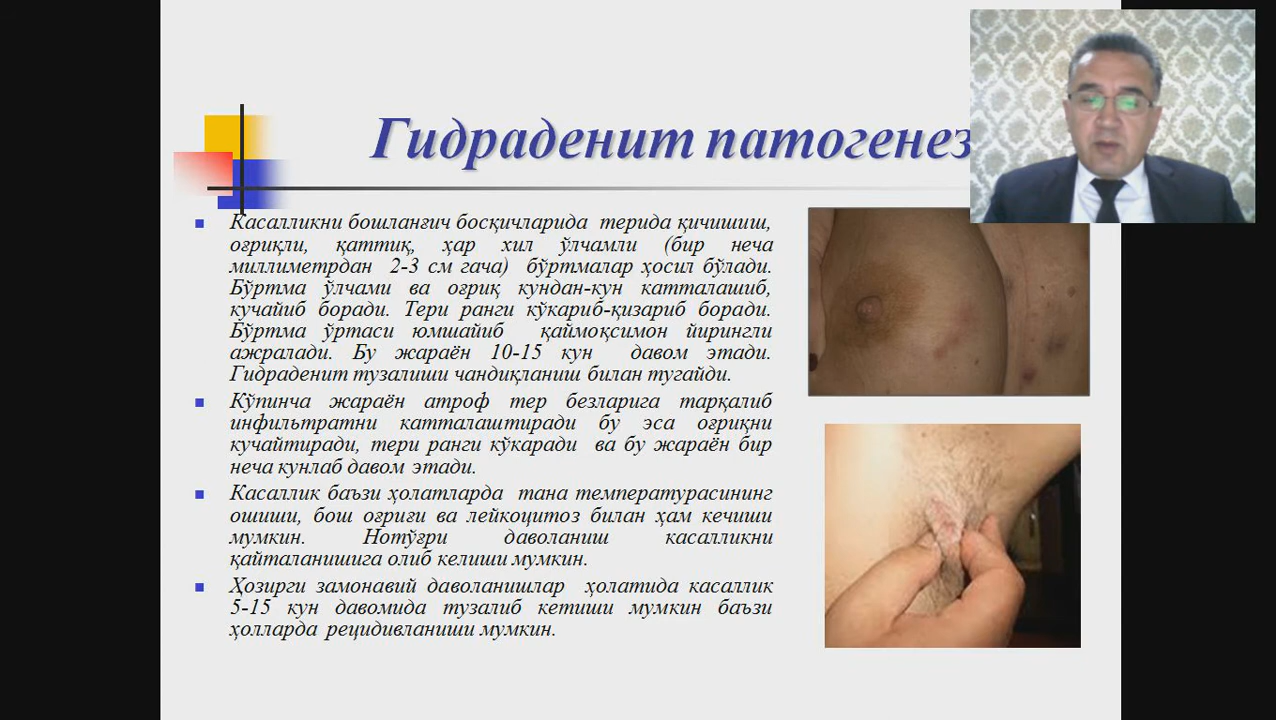 Гидраденит патогенез
Касалликни бошланғич босқичларида терида қичишиш,
оғриқли, қаттиқ, ҳар хил ўлчамли (бир неча
миллиметрдан 2-3 см гача) бўртмалар ҳосил бўлади.
Бўртма ўлчами ва оғриқ кундан-кун катталашиб,
кучайиб боради. Тери ранги кўкариб-қизариб боради.
Бўртма ўртаси юмшайиб қаймоқсимон йирингли
ажралади. Бу жараён 10-15 кун давом этади.
Гидраденит тузалиши чандиқланиш билан тугайди.
Кўпинча жараён атроф тер безларига тарқалиб
инфильтратни катталаштиради бу эса оғриқни
кучайтиради, тери ранги кўкаради ва бу жараён бир
неча кунлаб давом этади.
Касаллик баъзи ҳолатларда тана температурасининг
ошиши, бош оғриғи ва лейкоцитоз билан ҳам кечиши
мумкин. Нотўғри даволаниш касалликни
қайталанишига олиб келиши мумкин.
Ҳозирги замонавий даволанишлар ҳолатида касаллик
5-15 кун давомида тузалиб кетиши мумкин баъзи
ҳолларда рецидивланиши мумкин.